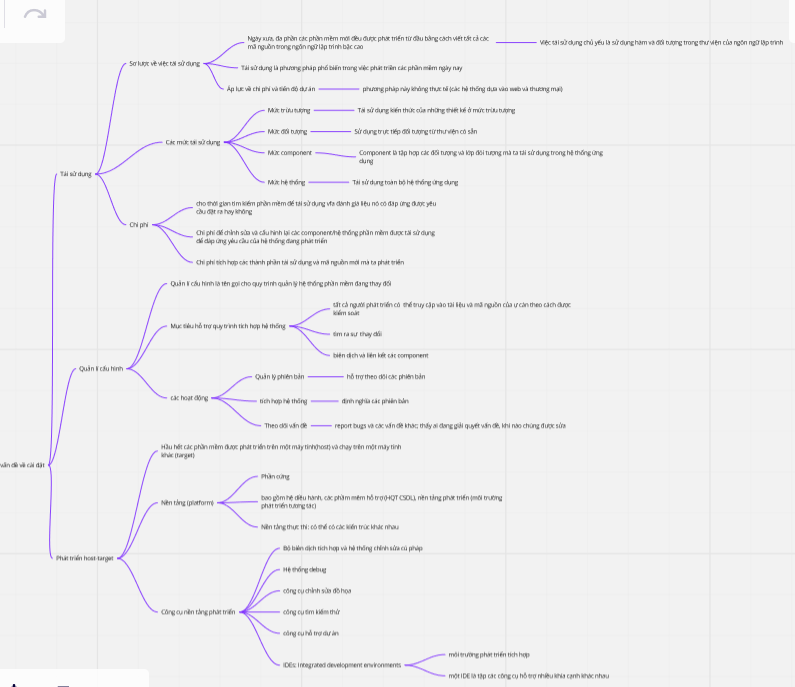 Ngày xưa, đa phần các phần mềm mới đều được phát triển từ đầu bằng cách viết tất cả các
mã nguồn trong ngôn ngữ lập trình bậc cao
Việc tái sử dụng chủ yếu là sử dụng hàm và đối tượng trong thư viện của ngôn ngữ lập trình
Sơ lược về việc tái sử dụng
Tái sử dụng là phương pháp phổ biến trong việc phát triển các phần mềm ngày nay
Áp lực về chi phí và tiến độ dự án
phương pháp này không thực tế (các hệ thống dựa vào web và thương mại)
Mức trừu tượng
Tái sử dụng kiến thức của những thiết kế ở mức trừu tượng
Mức đối tượng
Sử dụng trực tiếp đối tượng từ thư viện có sẵn
Các mức tái sử dụng
Mức component
Component là tập hợp các đối tượng và lớp đối tượng mà ta tái sử dụng trong hệ thống ứng
dụng
Tái sử dụng
Mức hệ thống
Tái sử dụng toàn bộ hệ thống ứng dụng
cho thời gian tìm kiếm phần mềm để tái sử dụng vfa đánh giá liệu nó có đáp ứng được yêu
cầu đặt ra hay không
Chi phí
Chi phí để chỉnh sửa và cấu hình lại các component/hệ thống phần mềm được tái sử dụng
để đáp ứng yêu cầu của hệ thống đang phát triển
Chi phí tích hợp các thành phần tái sử dụng và mã nguồn mới mà ta phát triển
Quản lí cấu hình là tên gọi cho quy trình quản lý hệ thống phần mềm đang thay đổi
tất cả người phát triển có thể truy cập vào tài liệu và mã nguồn của ự cán theo cách được
kiểm soát
Mục tiêu hỗ trợ quy trình tích hợp hệ thống
tìm ra sự thay đổi
biên dịch và liên kết các component
Quản lí cấu hình
Quản lý phiên bản
hỗ trợ theo dõi các phiên bản
các hoạt động
tích hợp hệ thống
định nghĩa các phiên bản
Theo dõi vấn đề
report bugs và các vấn đề khác; thấy ai đang giải quyết vấn đề, khi nào chúng được sửa
vấn đề về cài đặt
Hầu hết các phần mềm được phát triển trên một máy tính(host) và chạy trên một máy tính
khác (target)
Phần cứng
Nền tảng (platform)
bao gồm hệ điều hành, các phầm mêm hỗ trợ (HQT CSDL), nền tảng phát triển (môi trường
phát triển tương tác)
Nền tảng thực thi: có thể có các kiến trúc khác nhau
Bộ biên dịch tích hợp và hệ thống chỉnh sửa cú pháp
Phát triển host-target
Hệ thống debug
công cụ chỉnh sửa đồ họa
Công cụ nền tảng phát triển
công cụ tìm kiếm thử
công cụ hỗ trợ dự án
môi trường phát triển tích hợp
IDEs: Integrated development environments
một IDE là tập các công cụ hỗ trợ nhiều khía cạnh khác nhau